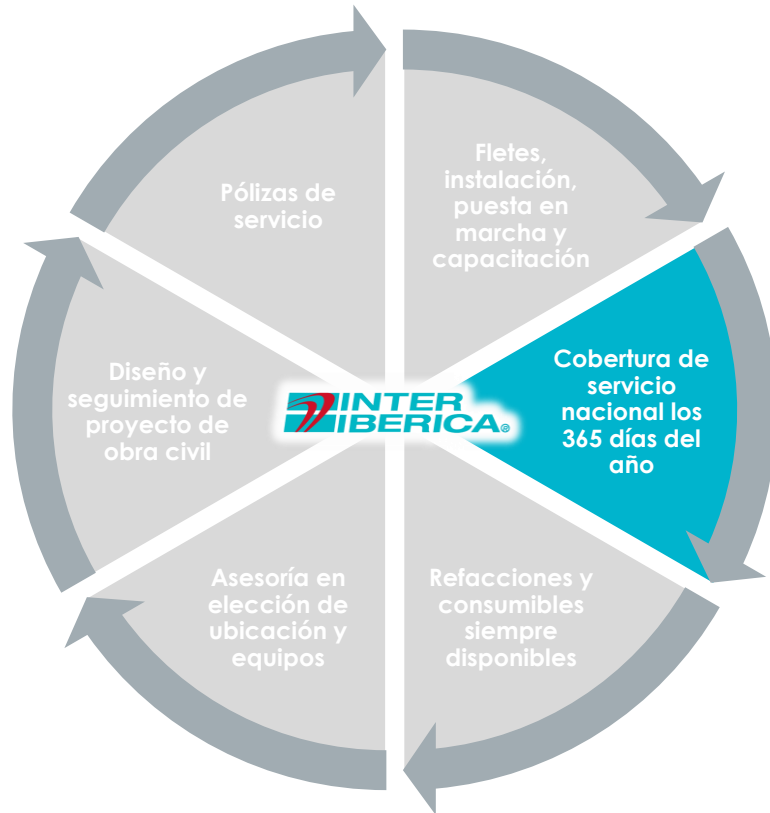 Pólizas de
servicio
Fletes,
instalación,
puesta en
marcha y
capacitación
Cobertura de
servicio
nacional los
365 días del
año
Refacciones y
consumibles
siempre
disponibles
Asesoría en
elección de
ubicación y
equipos
Diseño y
seguimiento de
proyecto de
obra civil
INTER
IBERICA®